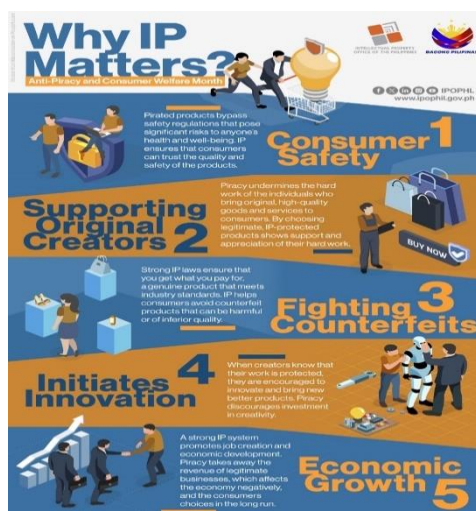 Why IP
Matters?
Anti-Piracy and Consumer Welfare Month
INTELLECTUAL PROPERTY
OFFICE OF THE PHILIPPINES
BAGONG PILIPINAS
IPOPHIL
www.ipophil.gov.ph
Pirated products bypass
safety regulations that pose
significant risks to anyone's
health and well-being. IP
ensures that consumers
can trust the quality and
safety of the products.
Consumer 1
Safety
Supporting
Original
Creators 2
Piracy undermines the hard
work of the individuals who
bring original, high-quality
goods and services to
consumers. By choosing
legitimate, IP-protected
products shows support and
appreciation of their hard work.
BUY NOW
Strong IP laws ensure that
you get what you pay for,
a genuine product that meets
industry standards. IP helps
consumers avoid counterfeit
products that can be harmful
or of inferior quality.
Fighting 3
Counterfeits
Initiates 4
Innovation
When creators know that
their work is protected,
they are encouraged to
innovate and bring new
better products. Piracy
discourages investment
in creativity.
A strong IP system
promotes job creation and
economic development.
Piracy takes away the
revenue of legitimate
businesses, which affects
the economy negatively,
and the consumers
choices in the long run.
Economic
Growth 5